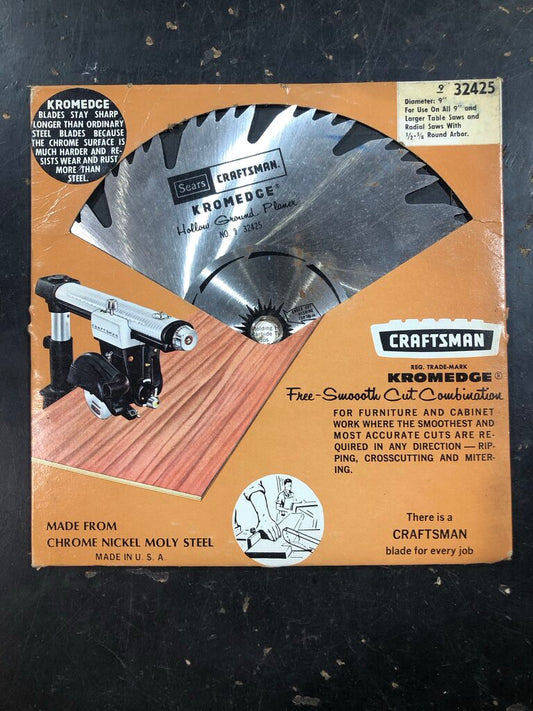 KROMEDGE
BLADES STAY SHARP
LONGER THAN ORDINARY
STEEL BLADES BECAUSE
THE CHROME SURFACE IS
MUCH HARDER AND RE-
SISTS WEAR AND RUST
MORE THAN
STEEL.
9" 32425
Diameter: 9"
For Use On All 9" and
Larger Table Saws and
Radial Saws With
1/2-5/8 Round Arbor.
Sears CRAFTSMAN®
KROMEDGE®
Hollow Ground Planer
NO. 9 32425
CRAFTSMAN
REG. TRADE-MARK
KROMEDGE®
Free-Smoooth Cut Combination
FOR FURNITURE AND CABINET
WORK WHERE THE SMOOTHEST AND
MOST ACCURATE CUTS ARE RE-
QUIRED IN ANY DIRECTION — RIP-
PING, CROSSCUTTING AND MITER-
ING.
MADE FROM
CHROME NICKEL MOLY STEEL
MADE IN U. S. A.
There is a
CRAFTSMAN
blade for every job